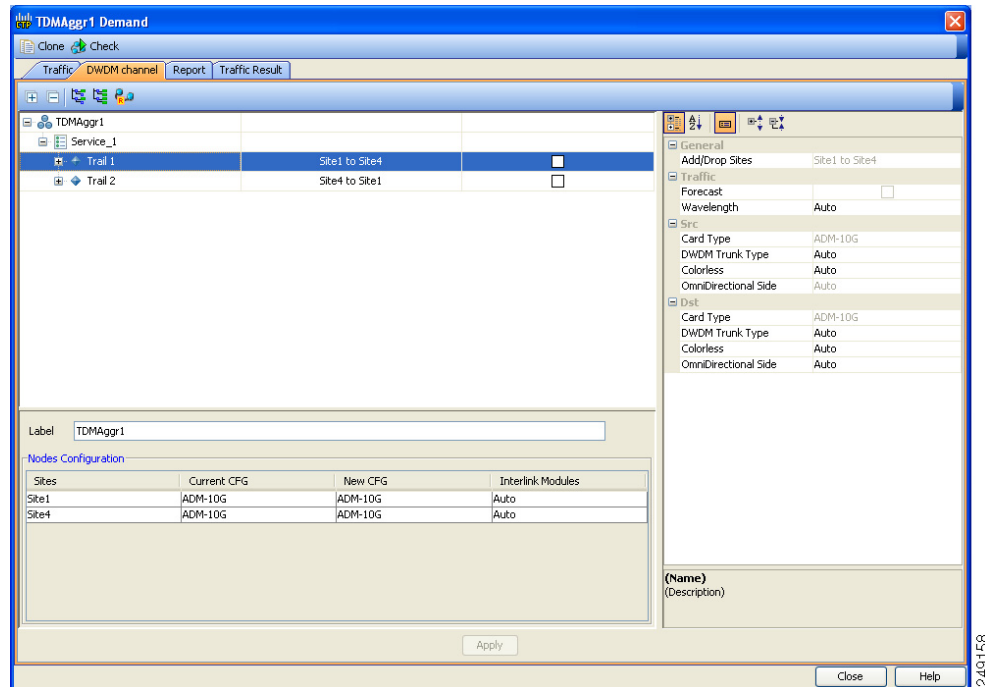 CTP TDMAggr1 Demand
Clone Check
Traffic DWDM channel Report Traffic Result
TDMAggr1
Service_1
Trail 1 Site1 to Site4
Trail 2 Site4 to Site1
General
Add/Drop Sites Site1 to Site4
Traffic
Forecast
Wavelength Auto
Src
Card Type ADM-10G
DWDM Trunk Type Auto
Colorless Auto
OmniDirectional Side Auto
Dst
Card Type ADM-10G
DWDM Trunk Type Auto
Colorless Auto
OmniDirectional Side Auto
Label TDMAggr1
Nodes Configuration
Sites Current CFG New CFG Interlink Modules
Site1 ADM-10G ADM-10G Auto
Site4 ADM-10G ADM-10G Auto
(Name)
(Description)
Apply
Close Help
249158